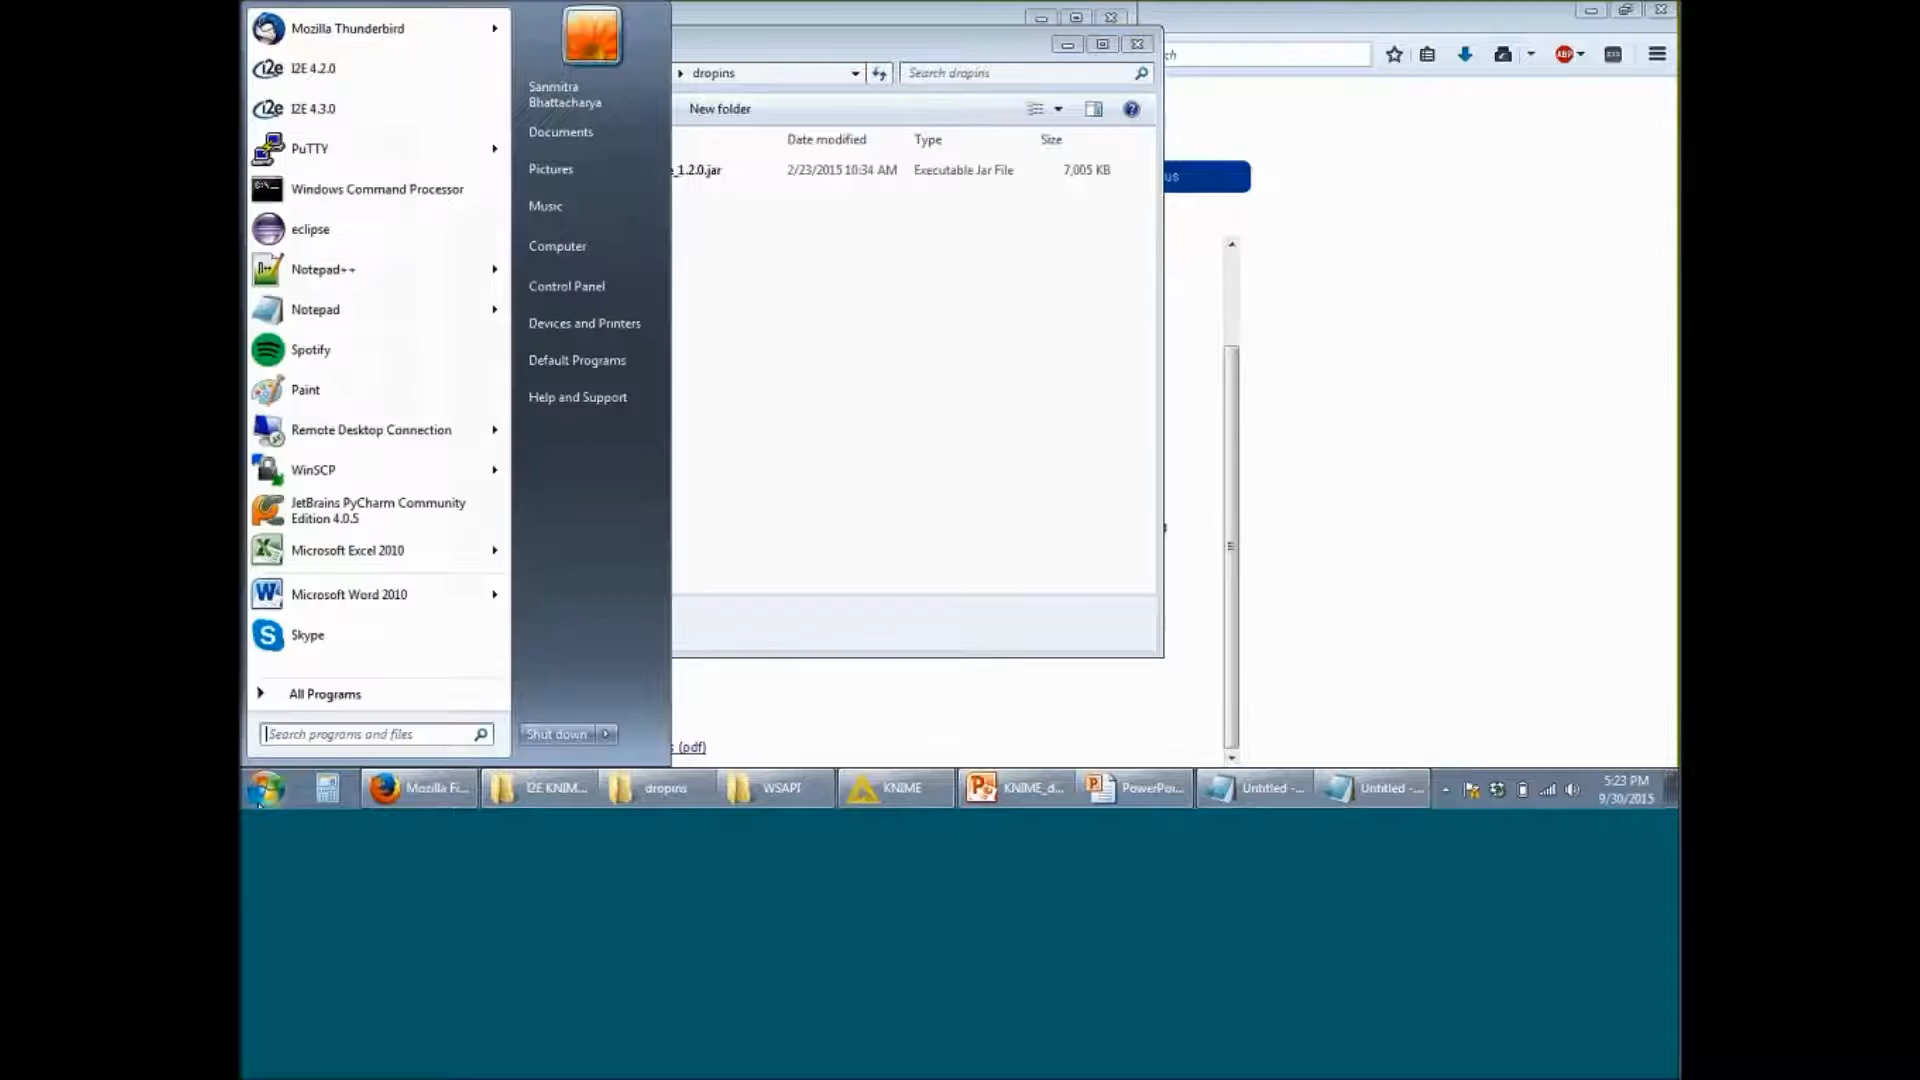 Mozilla Thunderbird
I2E 4.2.0
I2E 4.3.0
PuTTY
Windows Command Processor
eclipse
Notepad++
Notepad
Spotify
Paint
Remote Desktop Connection
WinSCP
JetBrains PyCharm Community
Edition 4.0.5
Microsoft Excel 2010
Microsoft Word 2010
Skype
All Programs
Search programs and files
Sanmitra
Bhattacharya
Documents
Pictures
Music
Computer
Control Panel
Devices and Printers
Default Programs
Help and Support
Shut down
dropins
Search dropins
New folder
Date modified Type Size
_1.2.0.jar 2/23/2015 10:34 AM Executable Jar File 7,005 KB
ch
ABP
us
s (pdf)
Mozilla Fi...
I2E KNIM...
dropins
WSAPI
KNIME
KNIME_d...
PowerPoi...
Untitled -...
Untitled -...
5:23 PM
9/30/2015